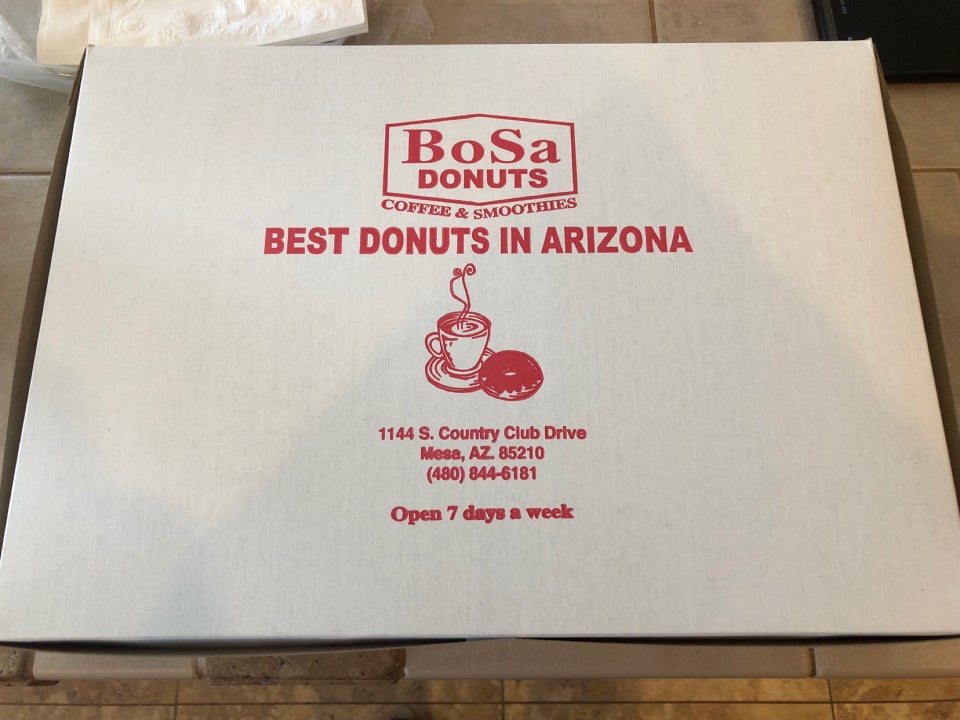 BoSa
DONUTS
COFFEE & SMOOTHIES
BEST DONUTS IN ARIZONA
1144 S. Country Club Drive
Mesa, AZ. 85210
(480) 844-6181
Open 7 days a week